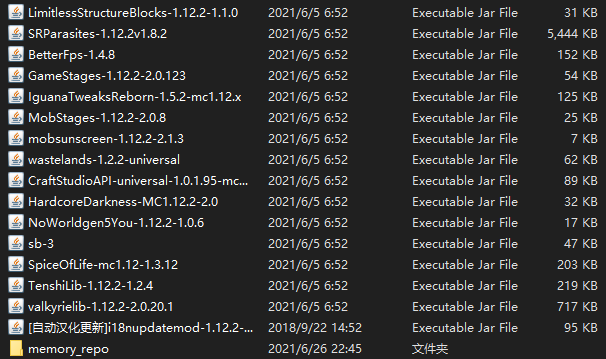 LimitlessStructureBlocks-1.12.2-1.1.0 2021/6/5 6:52 Executable Jar File 31 KB
SRParasites-1.12.2v1.8.2 2021/6/5 6:52 Executable Jar File 5,444 KB
BetterFps-1.4.8 2021/6/5 6:52 Executable Jar File 152 KB
GameStages-1.12.2-2.0.123 2021/6/5 6:52 Executable Jar File 54 KB
IguanaTweaksReborn-1.5.2-mc1.12.x 2021/6/5 6:52 Executable Jar File 125 KB
MobStages-1.12.2-2.0.8 2021/6/5 6:52 Executable Jar File 25 KB
mobsunscreen-1.12.2-2.1.3 2021/6/5 6:52 Executable Jar File 7 KB
wastelands-1.2.2-universal 2021/6/5 6:52 Executable Jar File 62 KB
CraftStudioAPI-universal-1.0.1.95-mc... 2021/6/5 6:52 Executable Jar File 89 KB
HardcoreDarkness-MC1.12.2-2.0 2021/6/5 6:52 Executable Jar File 32 KB
NoWorldgen5You-1.12.2-1.0.6 2021/6/5 6:52 Executable Jar File 17 KB
sb-3 2021/6/5 6:52 Executable Jar File 47 KB
SpiceOfLife-mc1.12-1.3.12 2021/6/5 6:52 Executable Jar File 203 KB
TenshiLib-1.12.2-1.2.4 2021/6/5 6:52 Executable Jar File 219 KB
valkyrielib-1.12.2-2.0.20.1 2021/6/5 6:52 Executable Jar File 717 KB
[自动汉化更新]i18nupdatemod-1.12.2-... 2018/9/22 14:52 Executable Jar File 95 KB
memory_repo 2021/6/26 22:45 文件夹